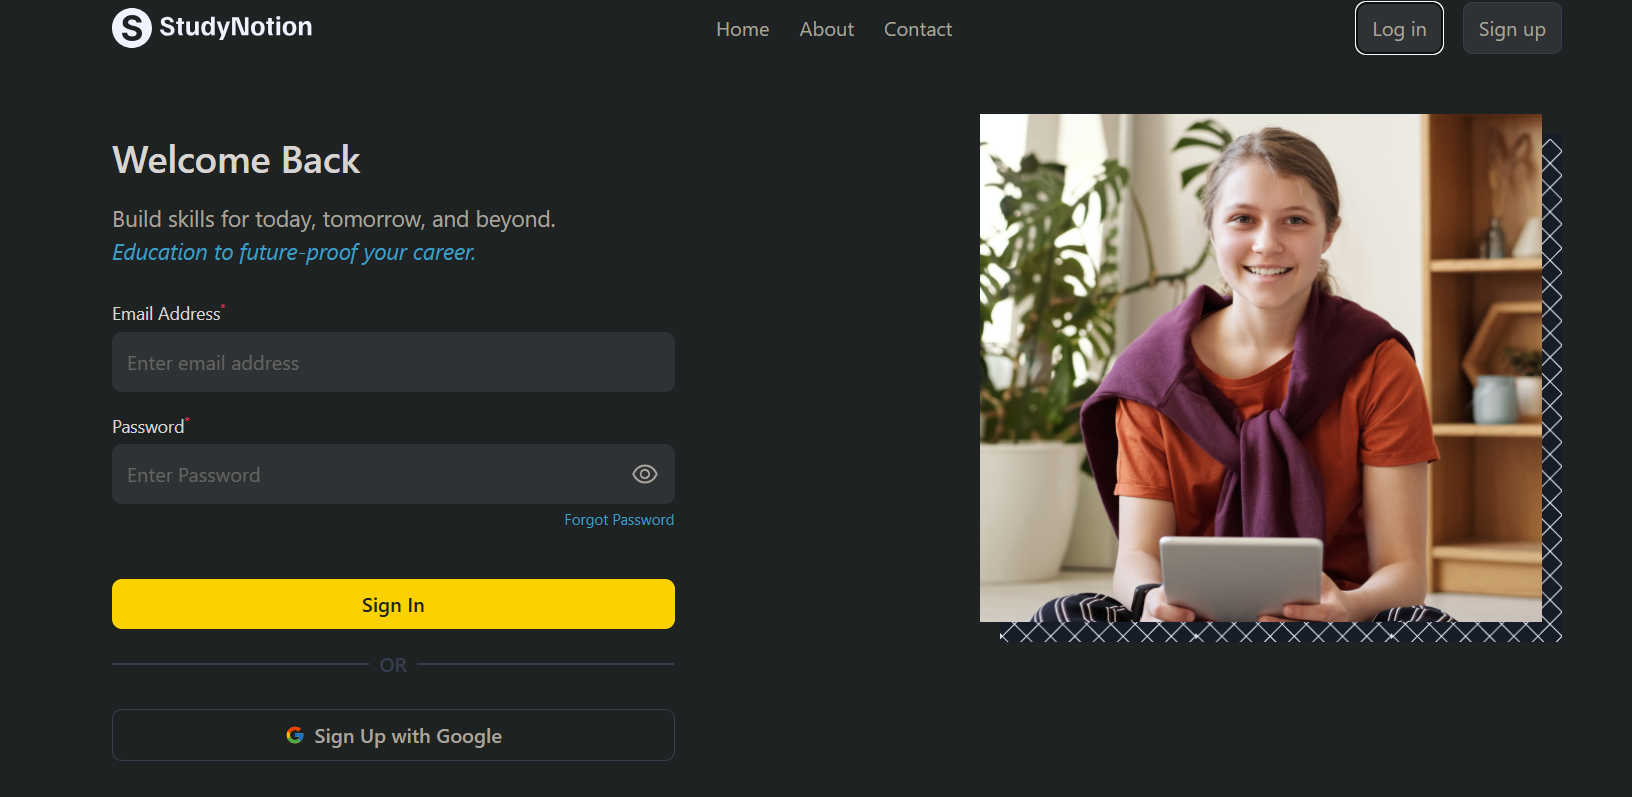 StudyNotion
Home About Contact
Log in Sign up
Welcome Back
Build skills for today, tomorrow, and beyond.
Education to future-proof your career.
Email Address*
Enter email address
Password*
Enter Password
Forgot Password
Sign In
OR
Sign Up with Google